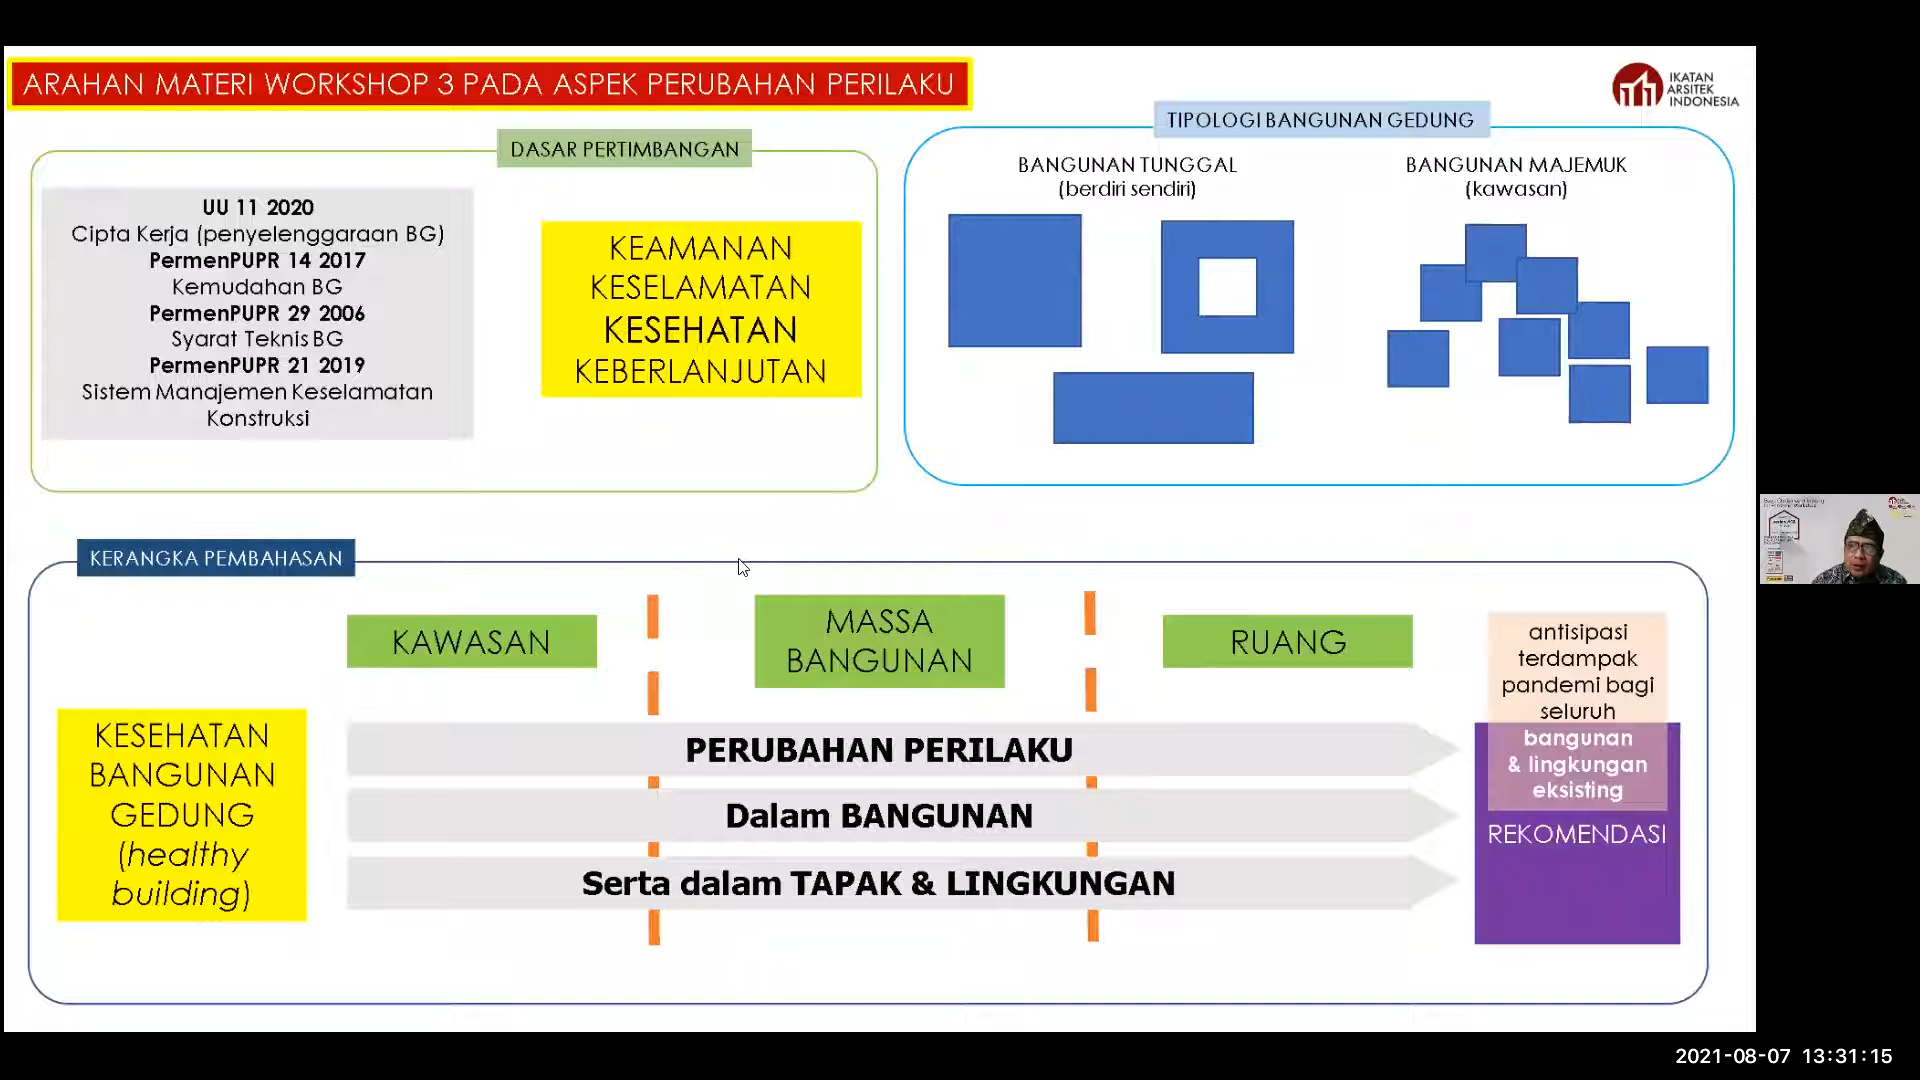 ARAHAN MATERI WORKSHOP 3 PADA ASPEK PERUBAHAN PERILAKU
IKATAN
ARSITEK
INDONESIA
DASAR PERTIMBANGAN
UU 11 2020
Cipta Kerja (penyelenggaraan BG)
PermenPUPR 14 2017
Kemudahan BG
PermenPUPR 29 2006
Syarat Teknis BG
PermenPUPR 21 2019
Sistem Manajemen Keselamatan
Konstruksi
KEAMANAN
KESELAMATAN
KESEHATAN
KEBERLANJUTAN
TIPOLOGI BANGUNAN GEDUNG
BANGUNAN TUNGGAL
(berdiri sendiri)
BANGUNAN MAJEMUK
(kawasan)
KERANGKA PEMBAHASAN
KAWASAN
MASSA
BANGUNAN
RUANG
KESEHATAN
BANGUNAN
GEDUNG
(healthy
building)
PERUBAHAN PERILAKU
Dalam BANGUNAN
Serta dalam TAPAK & LINGKUNGAN
antisipasi
terdampak
pandemi bagi
seluruh
bangunan
& lingkungan
eksisting
REKOMENDASI
2021-08-07 13:31:15